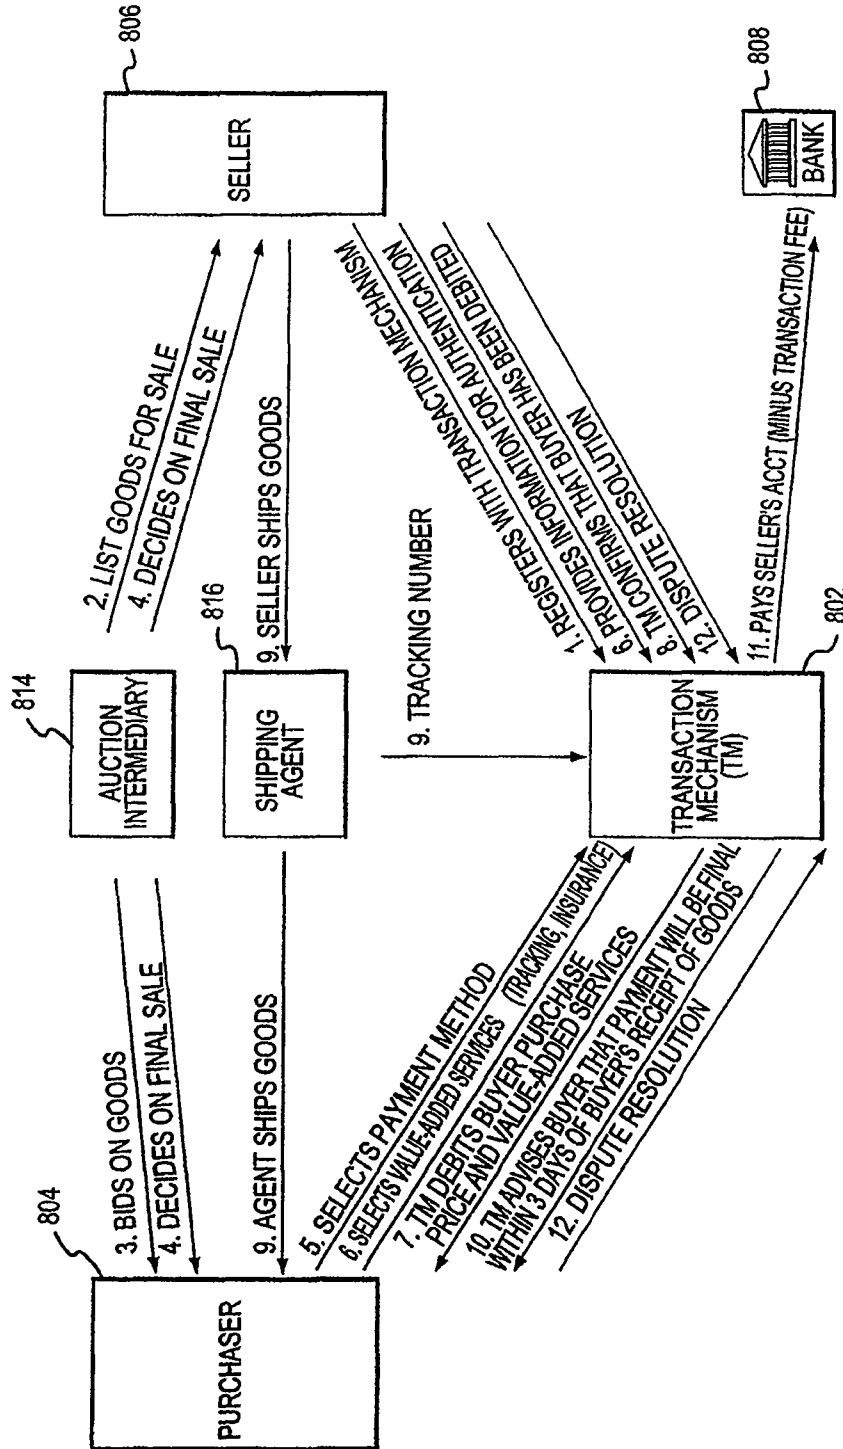 804
PURCHASER
3. BIDS ON GOODS
4. DECIDES ON FINAL SALE
814
AUCTION
INTERMEDIARY
2. LIST GOODS FOR SALE
4. DECIDES ON FINAL SALE
806
SELLER
9. AGENT SHIPS GOODS
816
SHIPPING
AGENT
9. SELLER SHIPS GOODS
9. TRACKING NUMBER
5. SELECTS PAYMENT METHOD
6. SELECTS VALUE-ADDED SERVICES (TRACKING, INSURANCE)
7. TM DEBITS BUYER PURCHASE
PRICE AND VALUE-ADDED SERVICES
10. TM ADVISES BUYER THAT PAYMENT WILL BE FINAL
WITHIN 3 DAYS OF BUYER'S RECEIPT OF GOODS
12. DISPUTE RESOLUTION
1. REGISTERS WITH TRANSACTION MECHANISM
6. PROVIDES INFORMATION FOR AUTHENTICATION
8. TM CONFIRMS THAT BUYER HAS BEEN DEBITED
12. DISPUTE RESOLUTION
TRANSACTION
MECHANISM
(TM)
802
11. PAYS SELLER'S ACCT (MINUS TRANSACTION FEE)
808
BANK